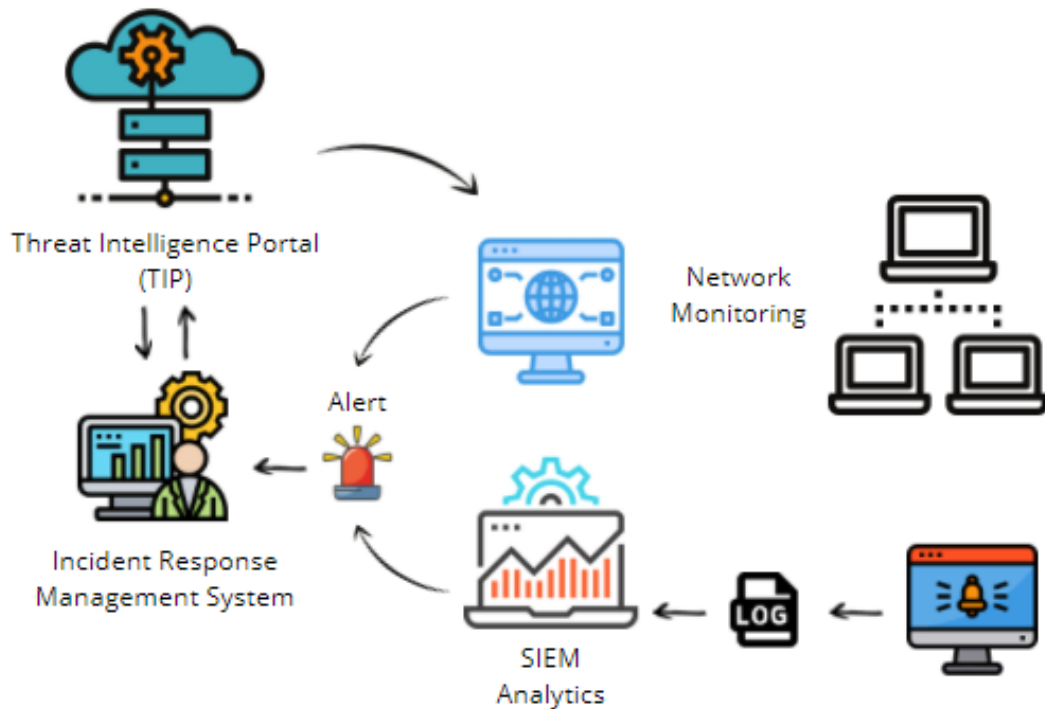 Threat Intelligence Portal
(TIP)
Network
Monitoring
Alert
Incident Response
Management System
LOG
SIEM
Analytics